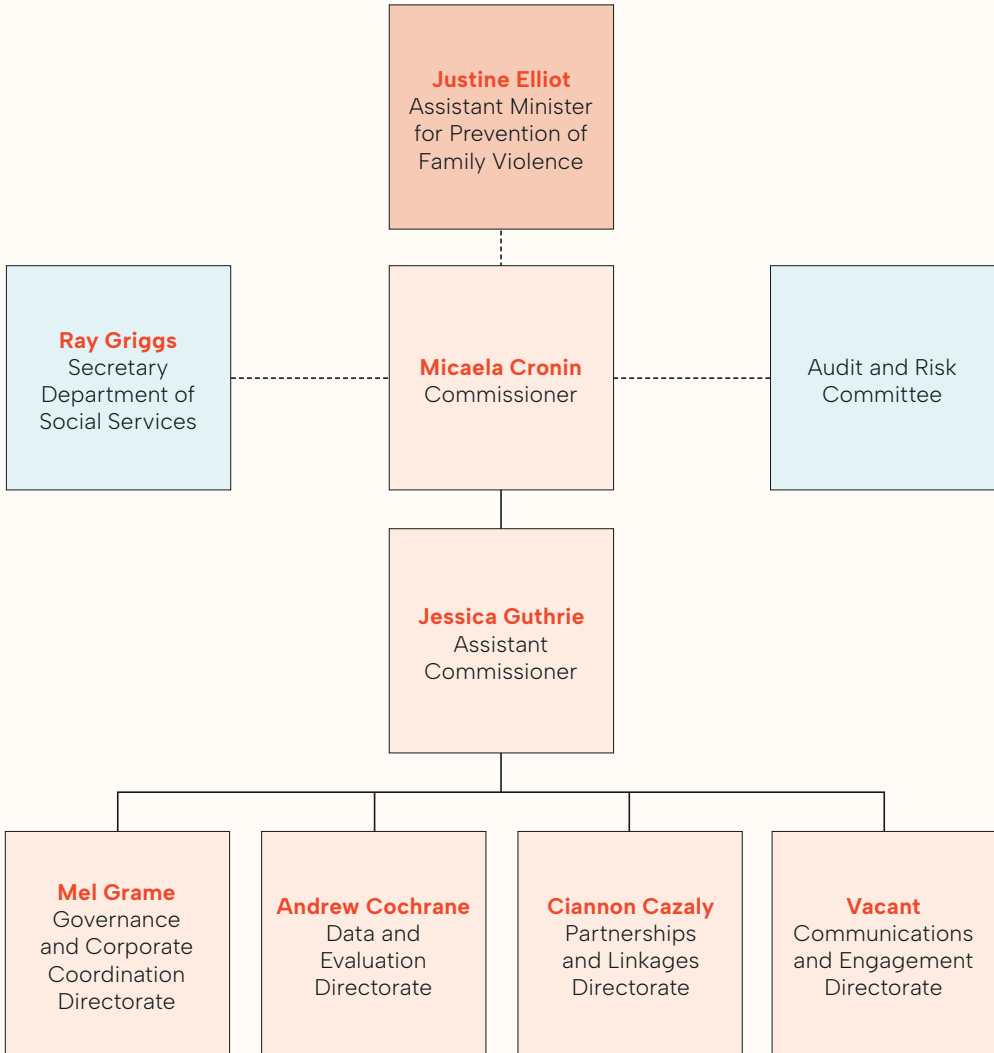 Justine Elliot
Assistant Minister
for Prevention of
Family Violence
Ray Griggs
Secretary
Department of
Social Services
Micaela Cronin
Commissioner
Audit and Risk
Committee
Jessica Guthrie
Assistant
Commissioner
Mel Grame
Governance
and Corporate
Coordination
Directorate
Andrew Cochrane
Data and
Evaluation
Directorate
Ciannon Cazaly
Partnerships
and Linkages
Directorate
Vacant
Communications
and Engagement
Directorate